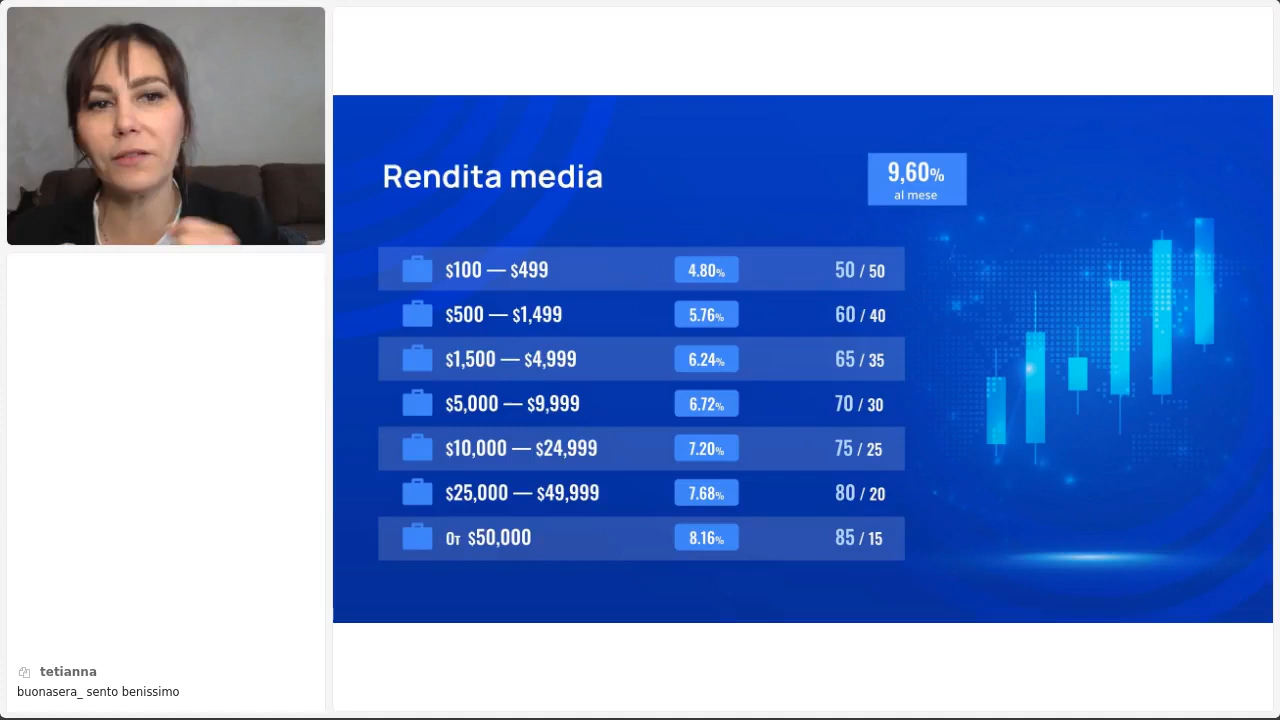 Rendita media
9,60%
al mese
$100 — $499 4.80% 50 / 50
$500 — $1,499 5.76% 60 / 40
$1,500 — $4,999 6.24% 65 / 35
$5,000 — $9,999 6.72% 70 / 30
$10,000 — $24,999 7.20% 75 / 25
$25,000 — $49,999 7.68% 80 / 20
От $50,000 8.16% 85 / 15
tetianna
buonasera_ sento benissimo